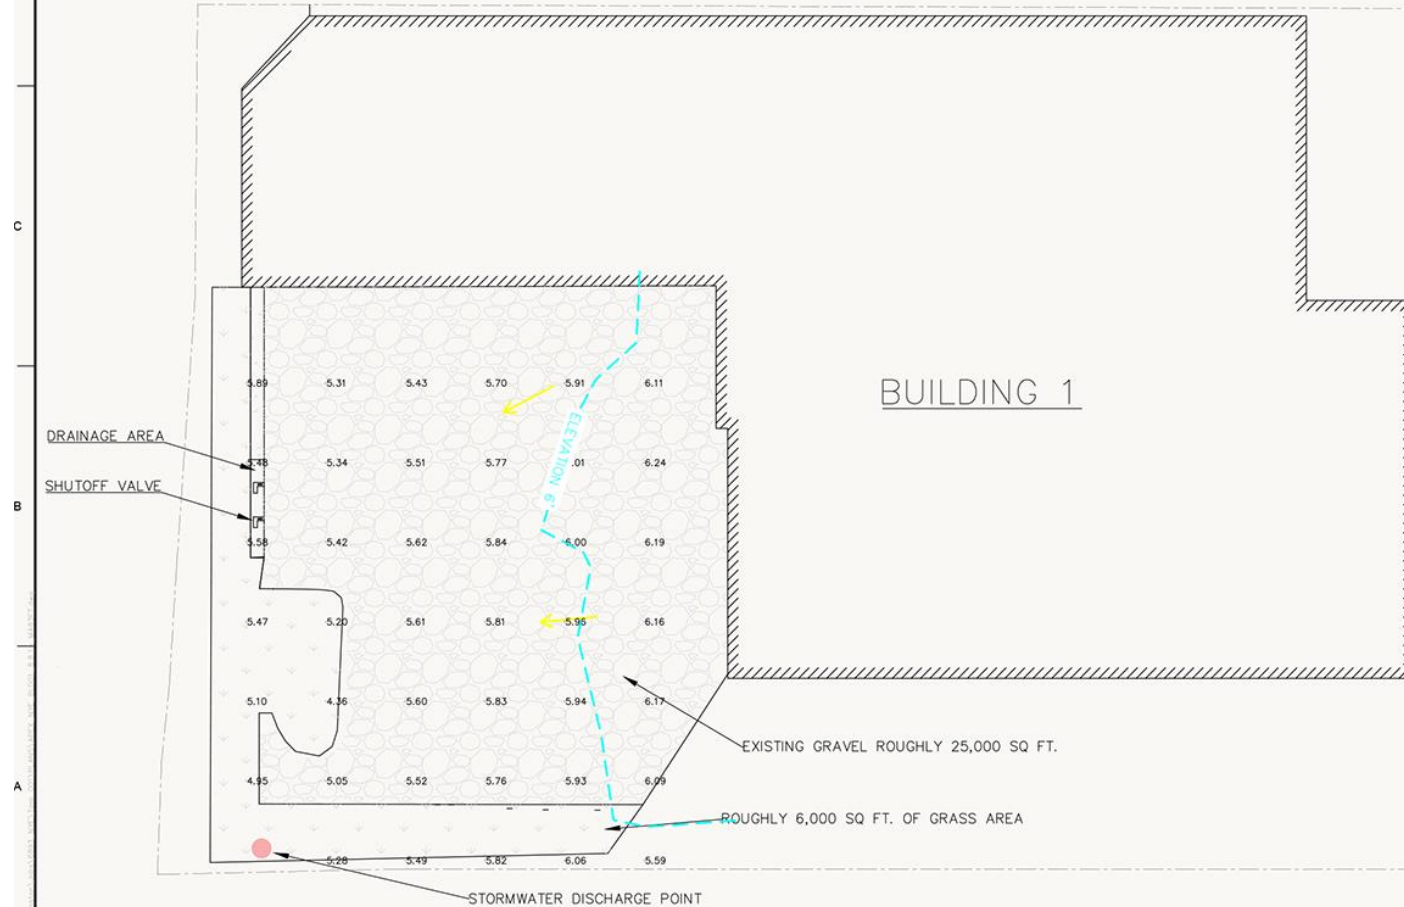 C
BUILDING 1
5.89 5.31 5.43 5.70 5.91 6.11
DRAINAGE AREA
ELEVATION 6'
5.48 5.34 5.51 5.77 .01 6.24
SHUTOFF VALVE
B
5.58 5.42 5.62 5.84 6.00 6.19
5.47 5.20 5.61 5.81 5.95 6.16
5.10 4.36 5.60 5.83 5.94 6.17
EXISTING GRAVEL ROUGHLY 25,000 SQ FT.
A
4.95 5.05 5.52 5.76 5.93 6.09
ROUGHLY 6,000 SQ FT. OF GRASS AREA
5.28 5.49 5.82 6.06 5.59
STORMWATER DISCHARGE POINT